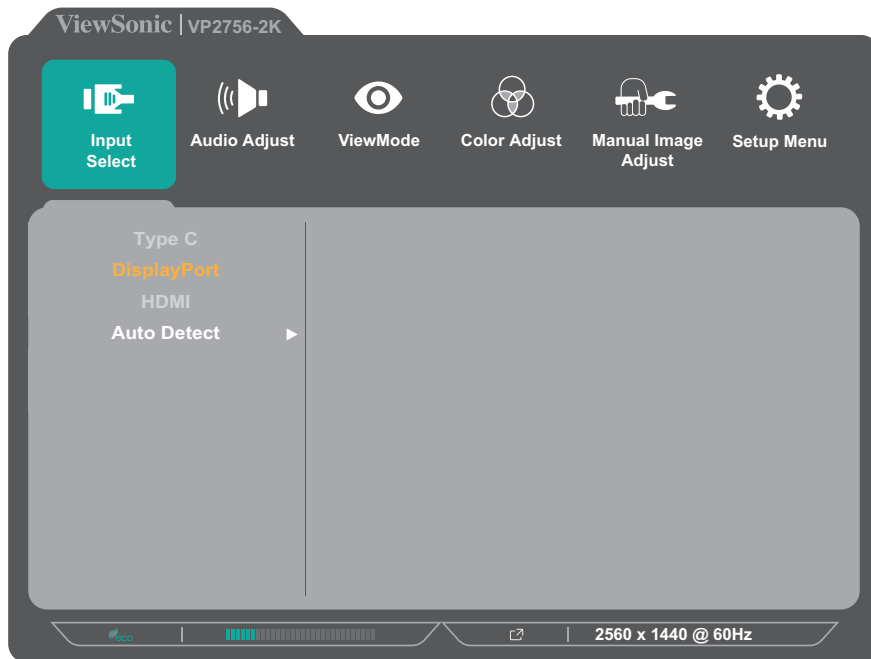 ViewSonic | VP2756-2K
Input
Select
Audio Adjust
ViewMode
Color Adjust
Manual Image
Adjust
Setup Menu
Type C
DisplayPort
HDMI
Auto Detect
eco
2560 x 1440 @ 60Hz